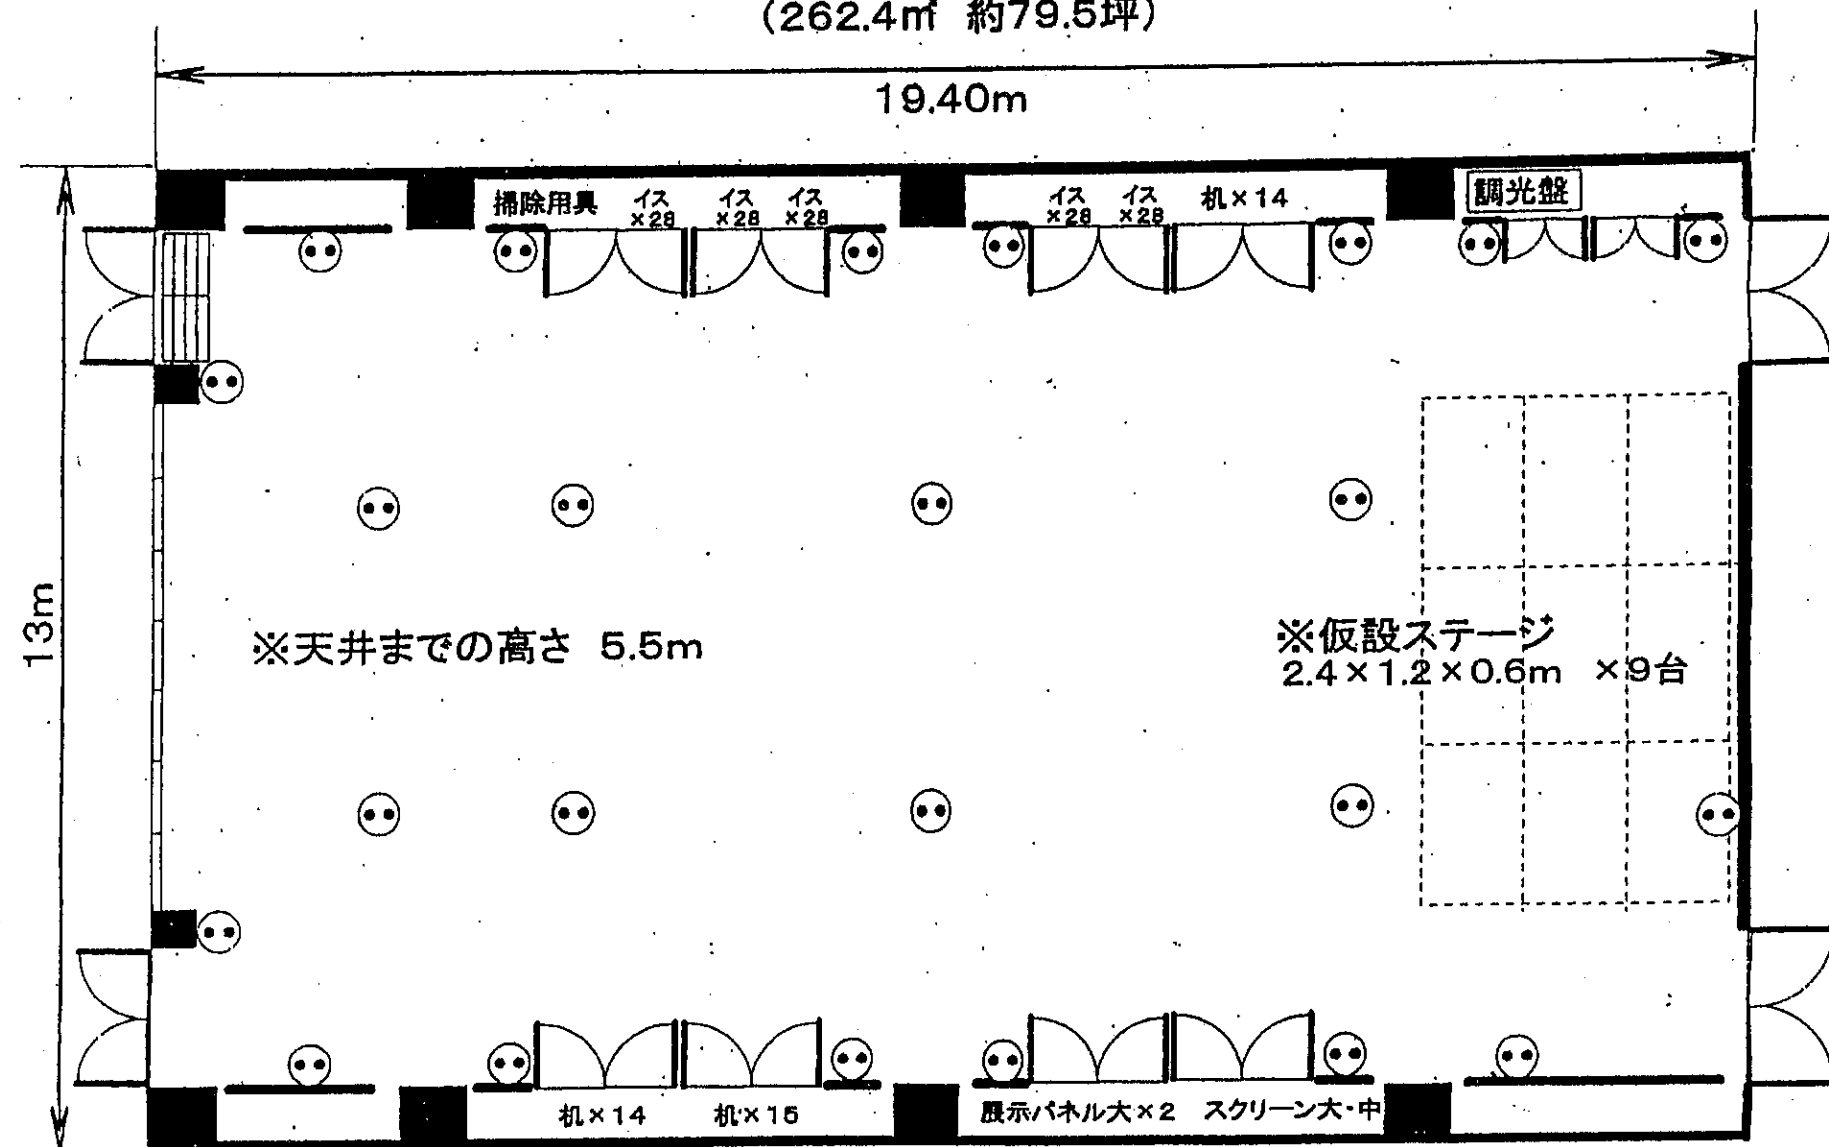 (262.4㎡ 約79.5坪)
19.40m
掃除用具
イス
×28
イス
×28
イス
×28
イス
×28
イス
×28
机×14
調光盤
13m
※天井までの高さ 5.5m
※仮設ステージ
2.4×1.2×0.6m ×9台
机×14
机×15
展示パネル大×2
スクリーン大・中